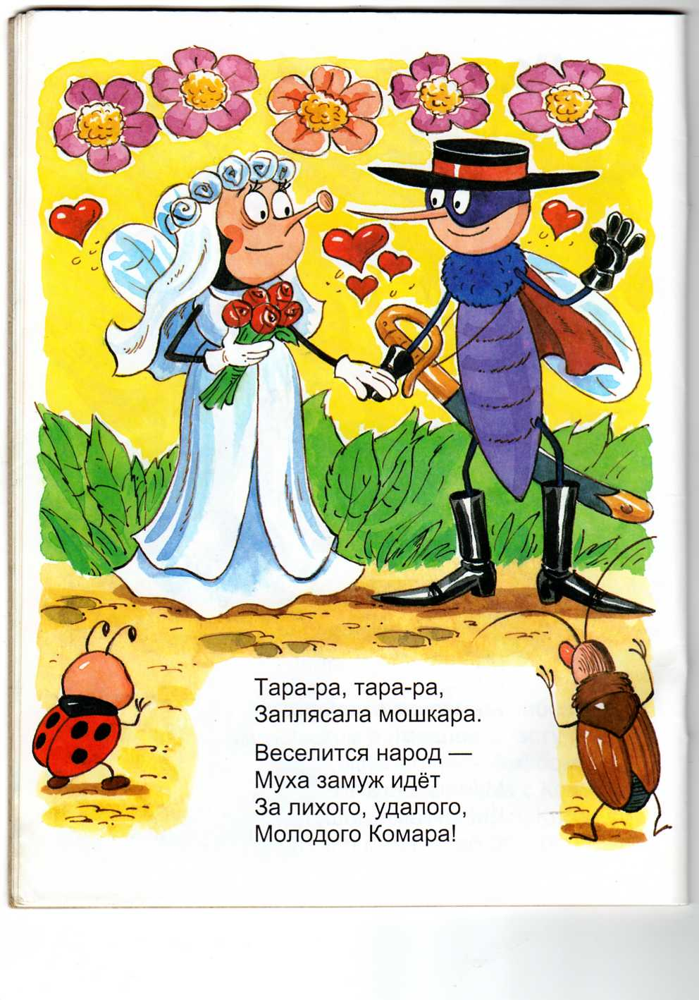 Тара-ра, тара-ра,
Заплясала мошкара.
Веселится народ —
Муха замуж идёт
За лихого, удалого,
Молодого Комара!